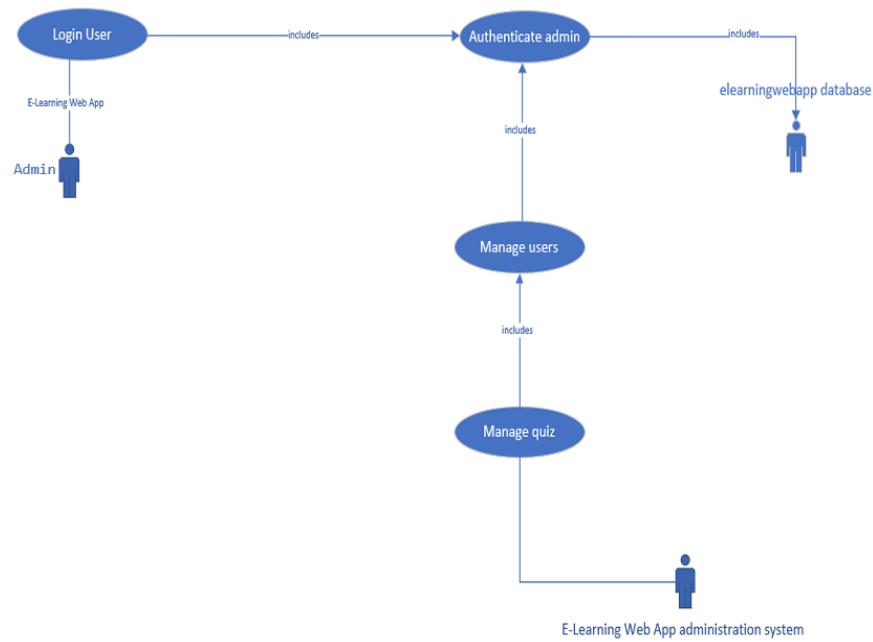 Login User
includes
Authenticate admin
includes
elearningwebapp database
E-Learning Web App
Admin
includes
Manage users
includes
Manage quiz
E-Learning Web App administration system